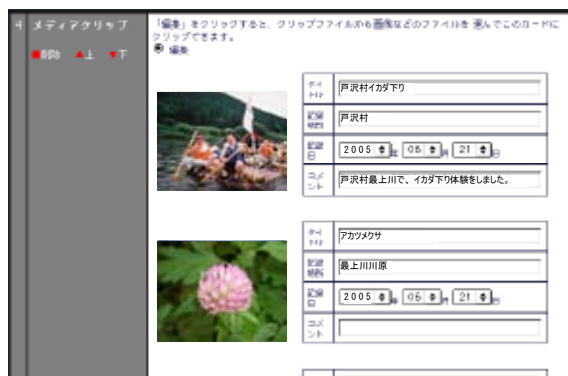 4 メディアクリップ
■削除 ▲上 ▼下
「編集」をクリックすると、クリップファイルから画像などのファイルを選んでこのカードに
クリップできます。
編集
タイトル 戸沢村イカダ下り
記録場所 戸沢村
記録日 2005 年 06 月 21 日
コメント 戸沢村最上川で、イカダ下り体験をしました。
タイトル アカツメクサ
記録場所 最上川川原
記録日 2005 年 06 月 21 日
コメント